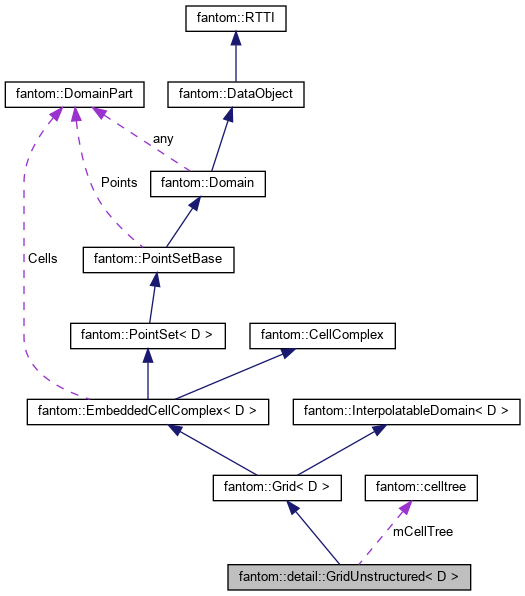 fantom::RTTI
fantom::DomainPart
fantom::DataObject
any
Points
fantom::Domain
fantom::PointSetBase
Cells
fantom::PointSet< D >
fantom::CellComplex
fantom::EmbeddedCellComplex< D >
fantom::InterpolatableDomain< D >
fantom::Grid< D >
fantom::celltree
mCellTree
fantom::detail::GridUnstructured< D >